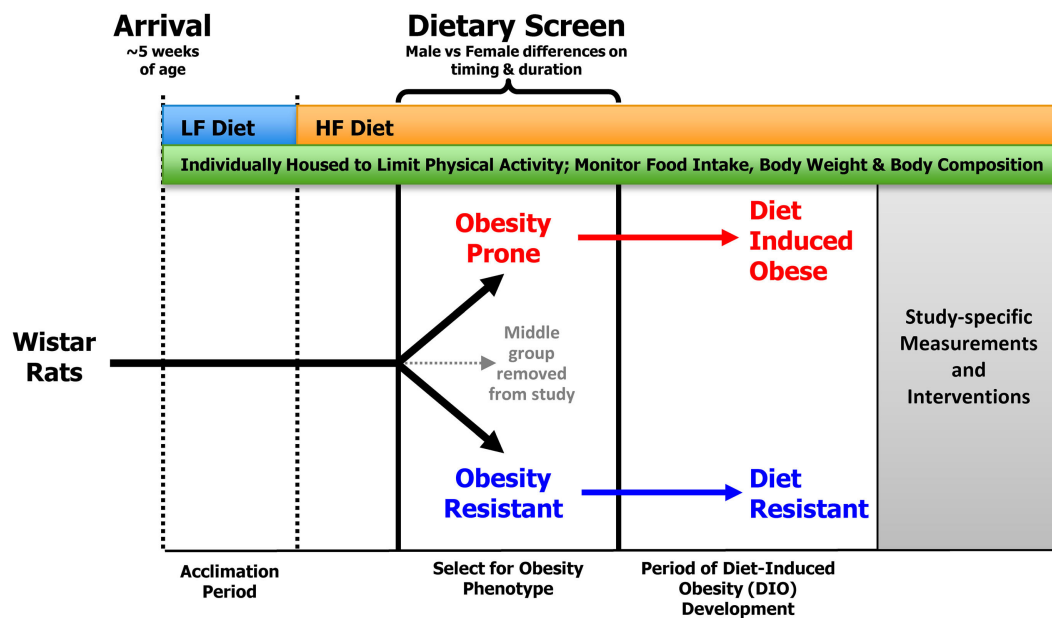 Arrival
~5 weeks
of age
Dietary Screen
Male vs Female differences on
timing & duration
LF Diet
HF Diet
Individually Housed to Limit Physical Activity; Monitor Food Intake, Body Weight & Body Composition
Wistar
Rats
Obesity
Prone
Middle
group
removed
from study
Obesity
Resistant
Diet
Induced
Obese
Diet
Resistant
Study-specific
Measurements
and
Interventions
Acclimation
Period
Select for Obesity
Phenotype
Period of Diet-Induced
Obesity (DIO)
Development